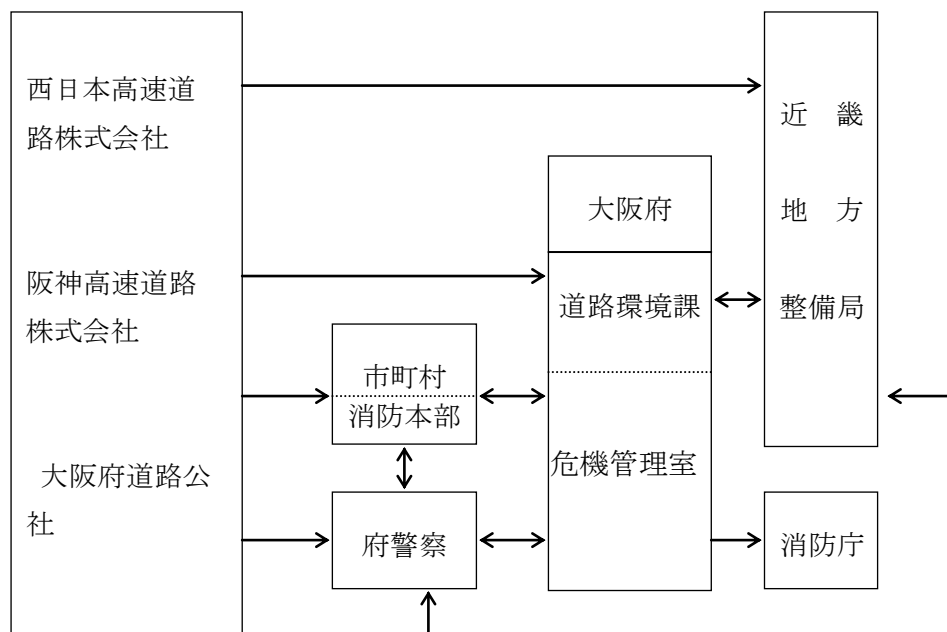 西日本高速道
路株式会社
阪神高速道路
株式会社
大阪府道路公
社
市町村
消防本部
府警察
大阪府
道路環境課
危機管理室
近　畿
地　方
整備局
消防庁